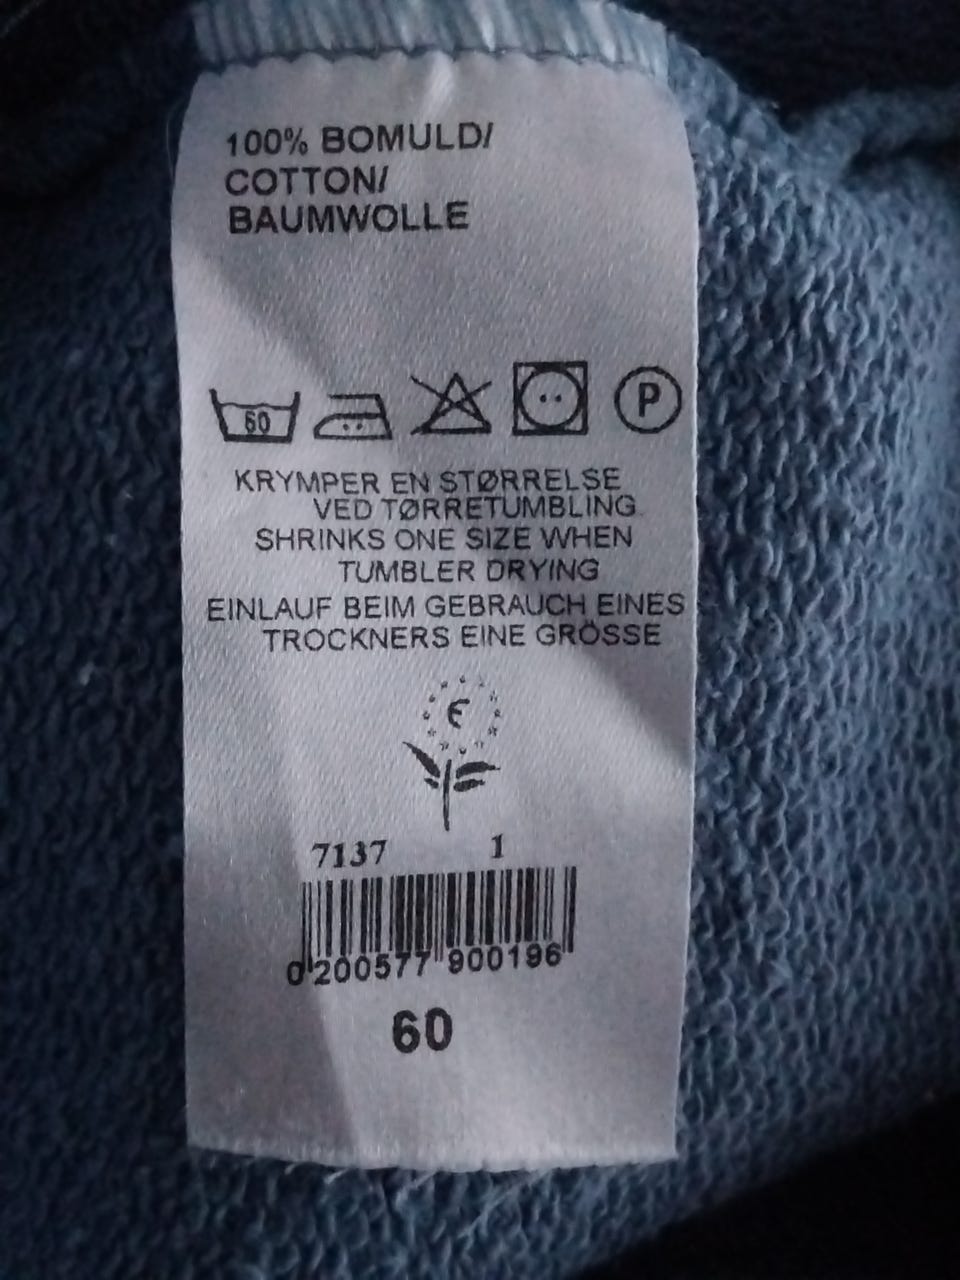 100% BOMULD/
COTTON/
BAUMWOLLE
60
P
KRYMPER EN STØRRELSE
VED TØRRETUMBLING
SHRINKS ONE SIZE WHEN
TUMBLER DRYING
EINLAUF BEIM GEBRAUCH EINES
TROCKNERS EINE GRÖSSE
7137 1
0 200577 900196
60